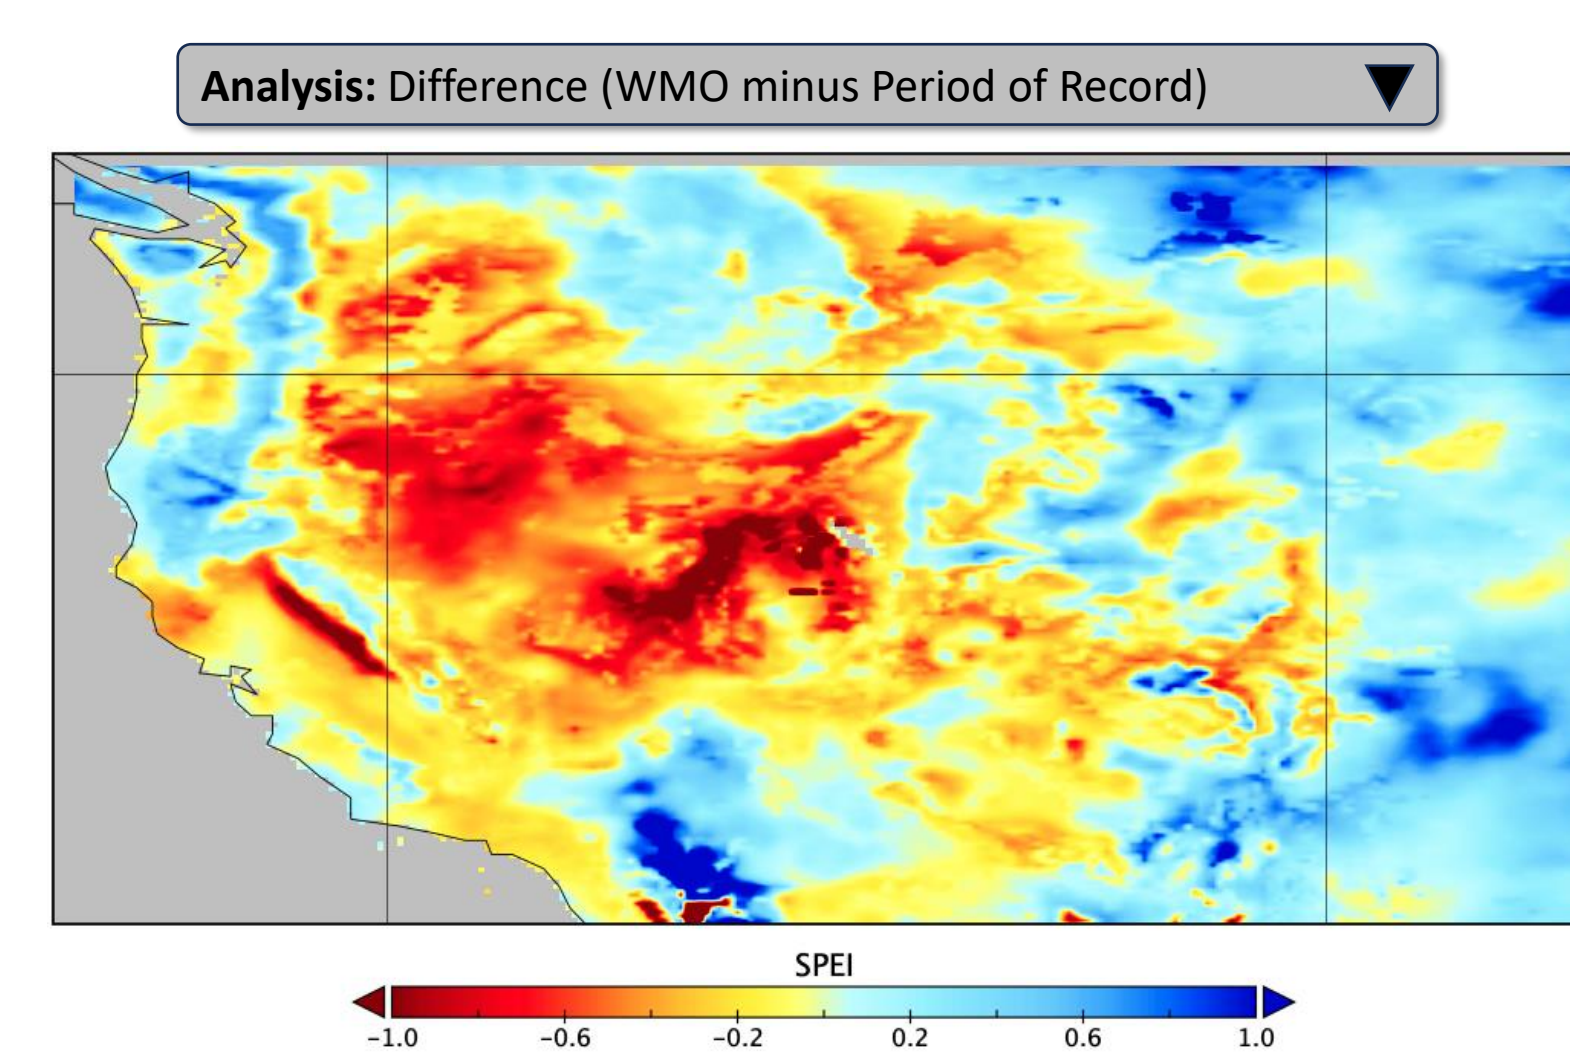 Analysis: Difference (WMO minus Period of Record)
SPEI
−1.0 −0.6 −0.2 0.2 0.6 1.0